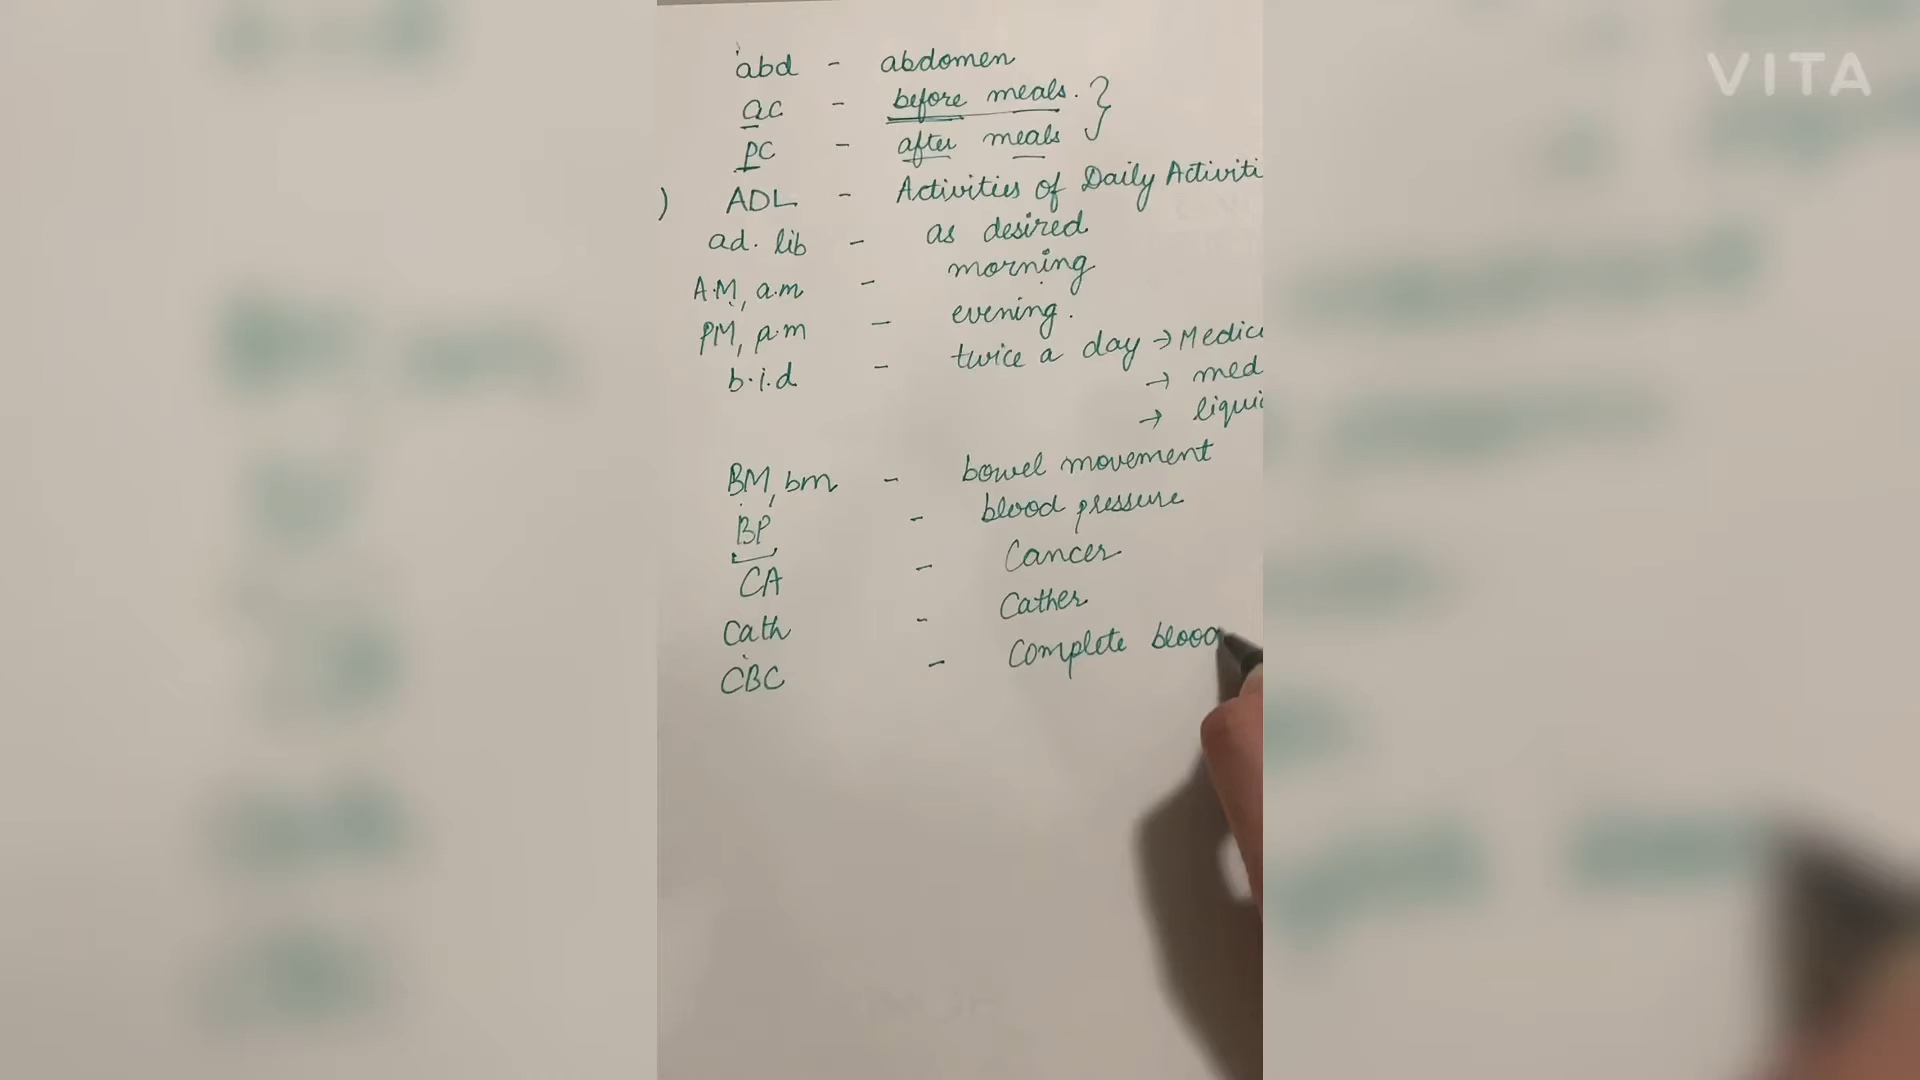 VITA
abd - abdomen
ac - before meals.
pc - after meals
) ADL - Activities of Daily Activiti
ad. lib - as desired
A.M, a.m - morning
PM, p.m - evening.
b.i.d - twice a day → Medic
→ med
→ liqui
BM, bm - bowel movement
BP - blood pressure
CA - Cancer
Cath - Cather
CBC - Complete blood